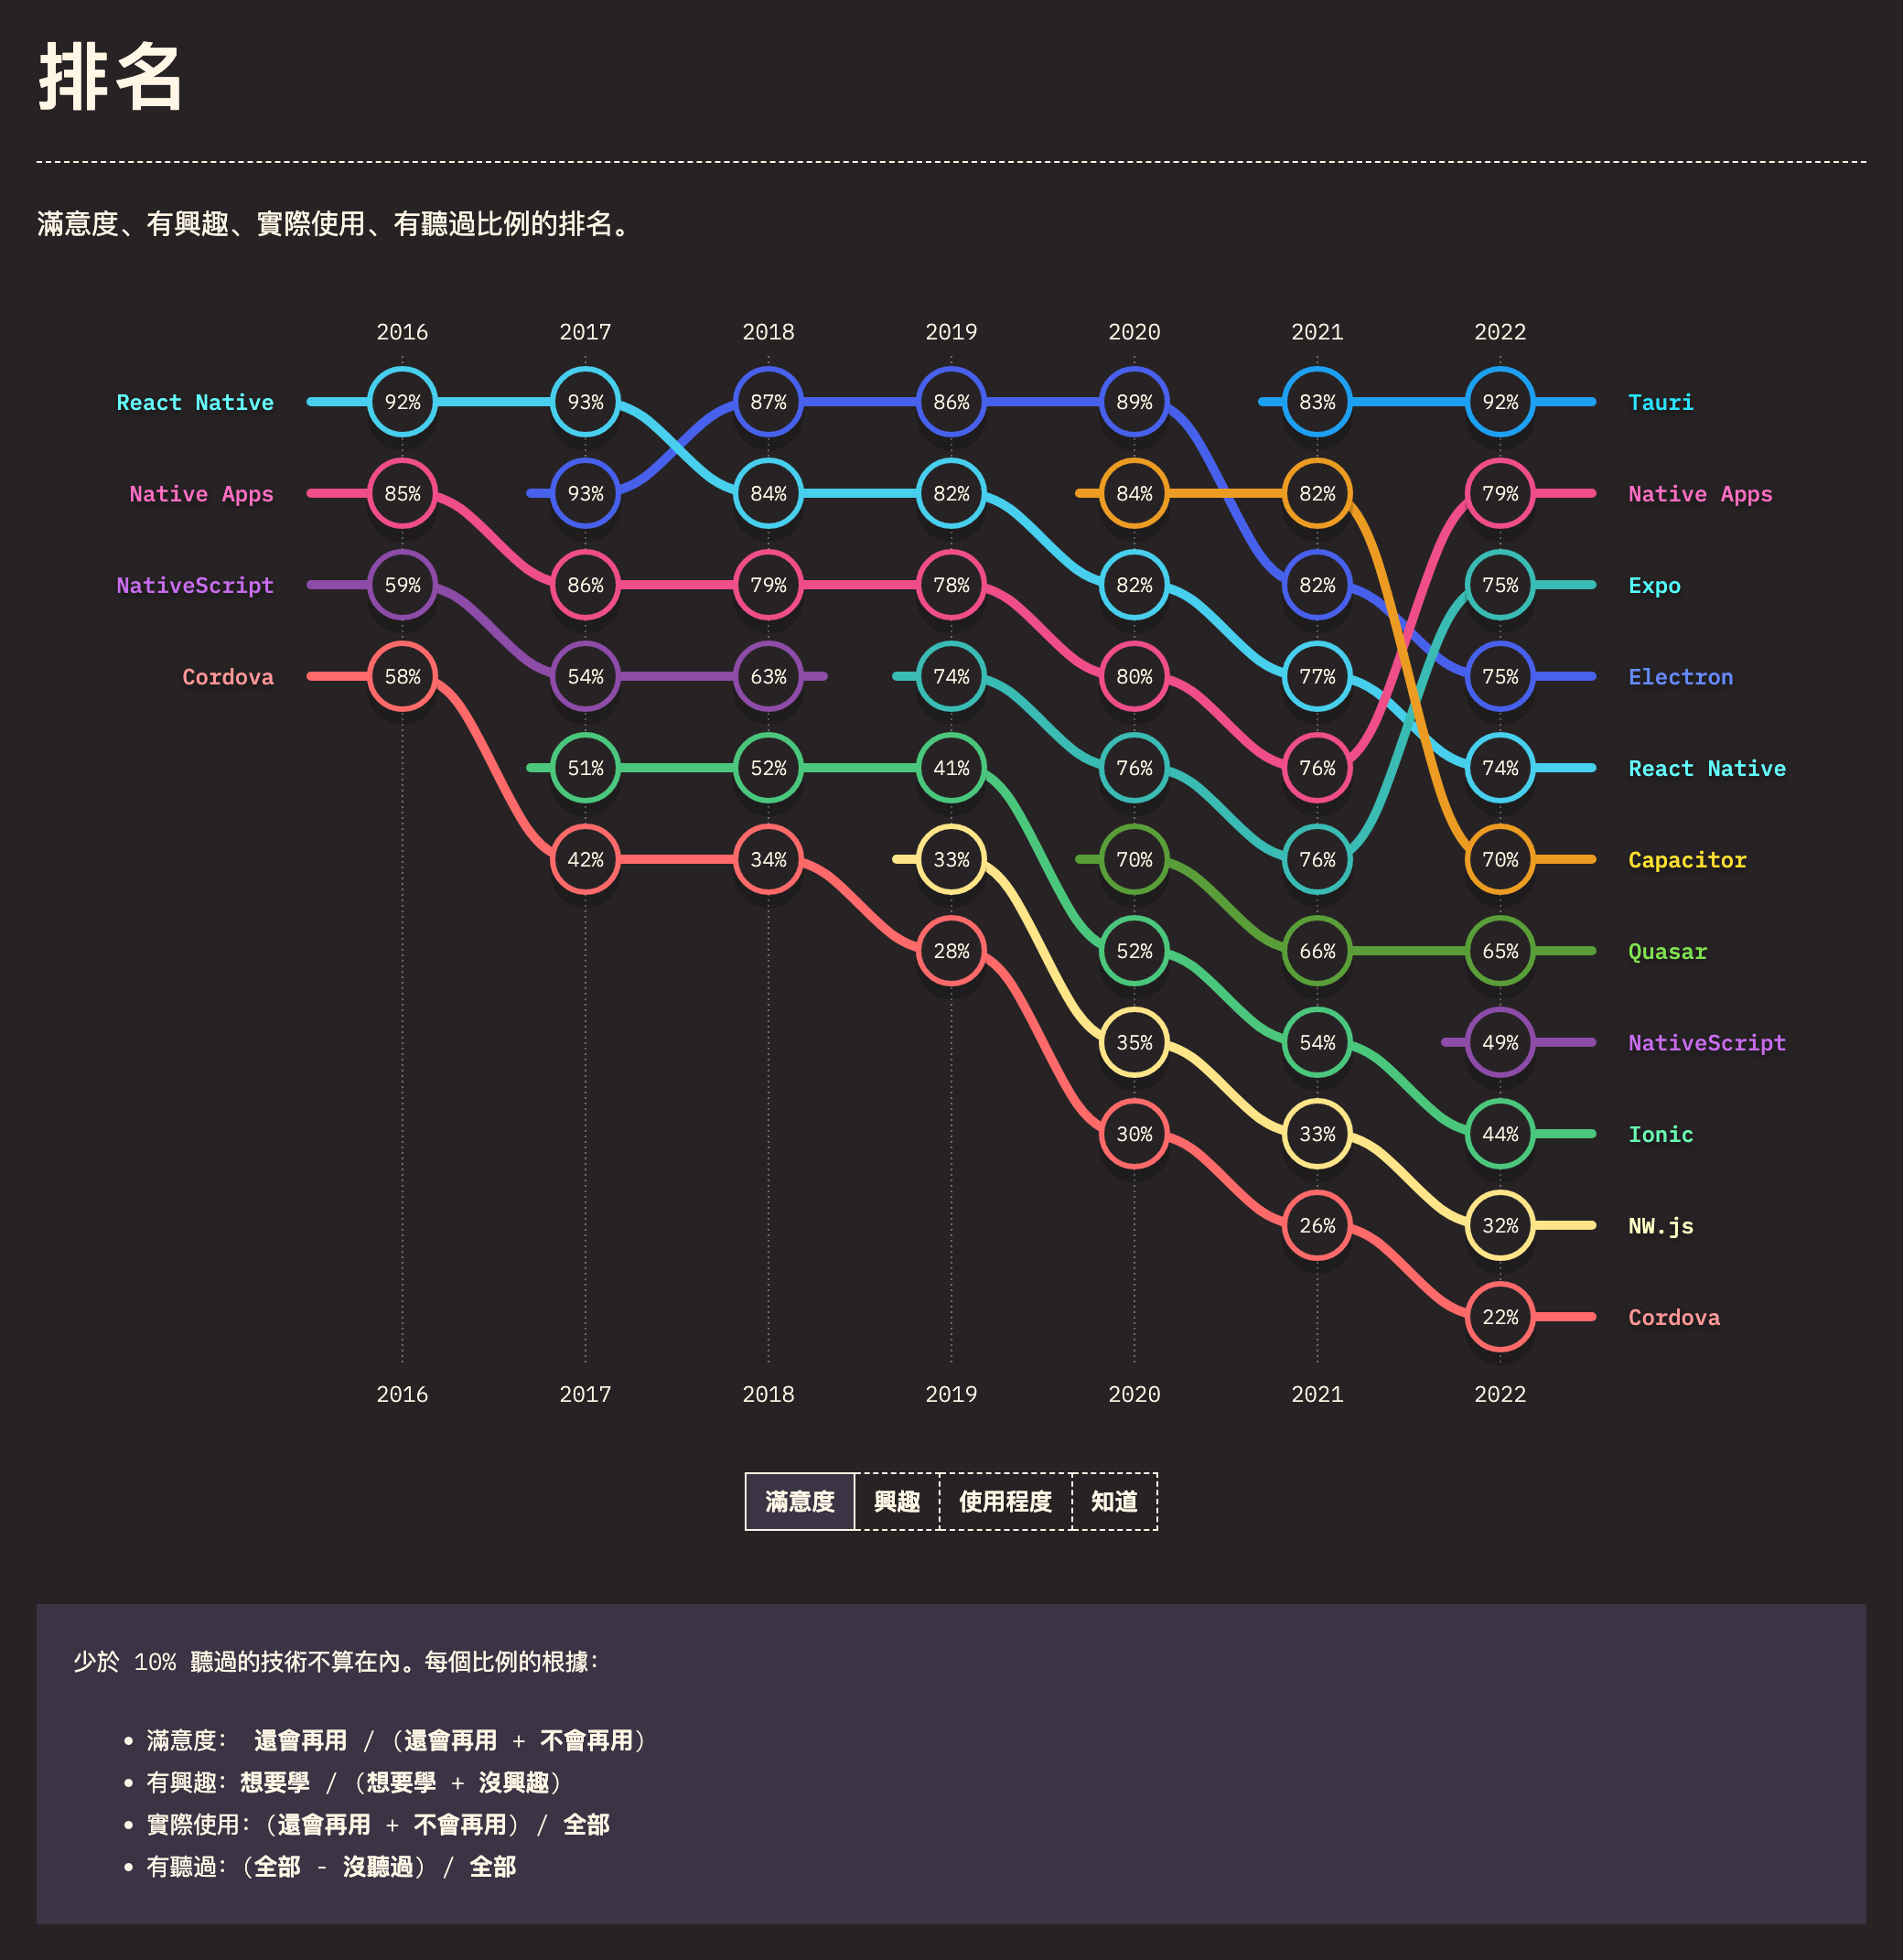 排名
滿意度、有興趣、實際使用、有聽過比例的排名。
2016 2017 2018 2019 2020 2021 2022
React Native 92% 93% 87% 86% 89% 83% 92% Tauri
Native Apps 85% 93% 84% 82% 84% 82% 79% Native Apps
NativeScript 59% 86% 79% 78% 82% 82% 75% Expo
Cordova 58% 54% 63% 74% 80% 77% 75% Electron
51% 52% 41% 76% 76% 74% React Native
42% 34% 33% 70% 76% 70% Capacitor
28% 52% 66% 65% Quasar
35% 54% 49% NativeScript
30% 33% 44% Ionic
26% 32% NW.js
22% Cordova
2016 2017 2018 2019 2020 2021 2022
滿意度 興趣 使用程度 知道
少於 10% 聽過的技術不算在內。每個比例的根據:
• 滿意度: 還會再用 / (還會再用 + 不會再用)
• 有興趣: 想要學 / (想要學 + 沒興趣)
• 實際使用: (還會再用 + 不會再用) / 全部
• 有聽過: (全部 - 沒聽過) / 全部